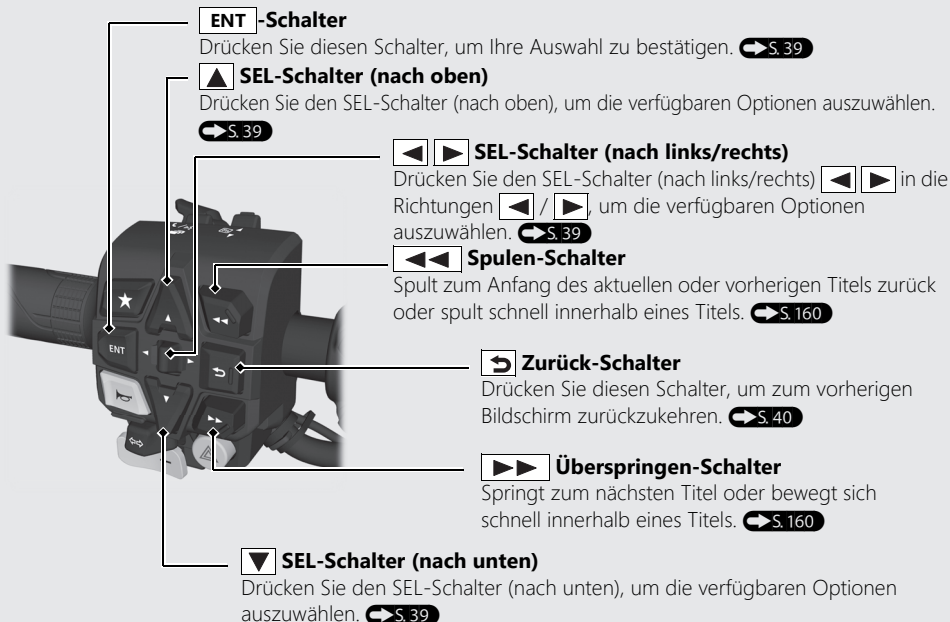 ENT -Schalter
Drücken Sie diesen Schalter, um Ihre Auswahl zu bestätigen. ➔S. 39
▲ SEL-Schalter (nach oben)
Drücken Sie den SEL-Schalter (nach oben), um die verfügbaren Optionen auszuwählen.
➔S. 39
◀ ▶ SEL-Schalter (nach links/rechts)
Drücken Sie den SEL-Schalter (nach links/rechts) ◀ ▶ in die
Richtungen ◀ / ▶, um die verfügbaren Optionen
auszuwählen. ➔S. 39
◀◀ Spulen-Schalter
Spult zum Anfang des aktuellen oder vorherigen Titels zurück
oder spult schnell innerhalb eines Titels. ➔S. 160
ENT
⮌ Zurück-Schalter
Drücken Sie diesen Schalter, um zum vorherigen
Bildschirm zurückzukehren. ➔S. 40
▶▶ Überspringen-Schalter
Springt zum nächsten Titel oder bewegt sich
schnell innerhalb eines Titels. ➔S. 160
▼ SEL-Schalter (nach unten)
Drücken Sie den SEL-Schalter (nach unten), um die verfügbaren Optionen
auszuwählen. ➔S. 39